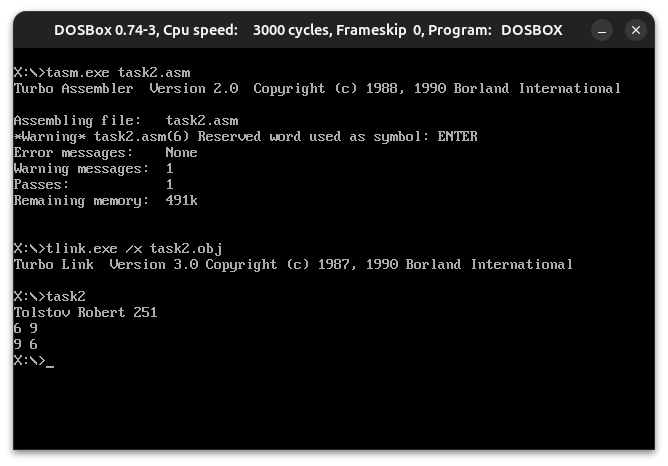 DOSBox 0.74-3, Cpu speed: 3000 cycles, Frameskip 0, Program: DOSBOX
X:\>tasm.exe task2.asm
Turbo Assembler Version 2.0 Copyright (c) 1988, 1990 Borland International
Assembling file: task2.asm
*Warning* task2.asm(6) Reserved word used as symbol: ENTER
Error messages: None
Warning messages: 1
Passes: 1
Remaining memory: 491k
X:\>tlink.exe /x task2.obj
Turbo Link Version 3.0 Copyright (c) 1987, 1990 Borland International
X:\>task2
Tolstov Robert 251
6 9
9 6
X:\>_